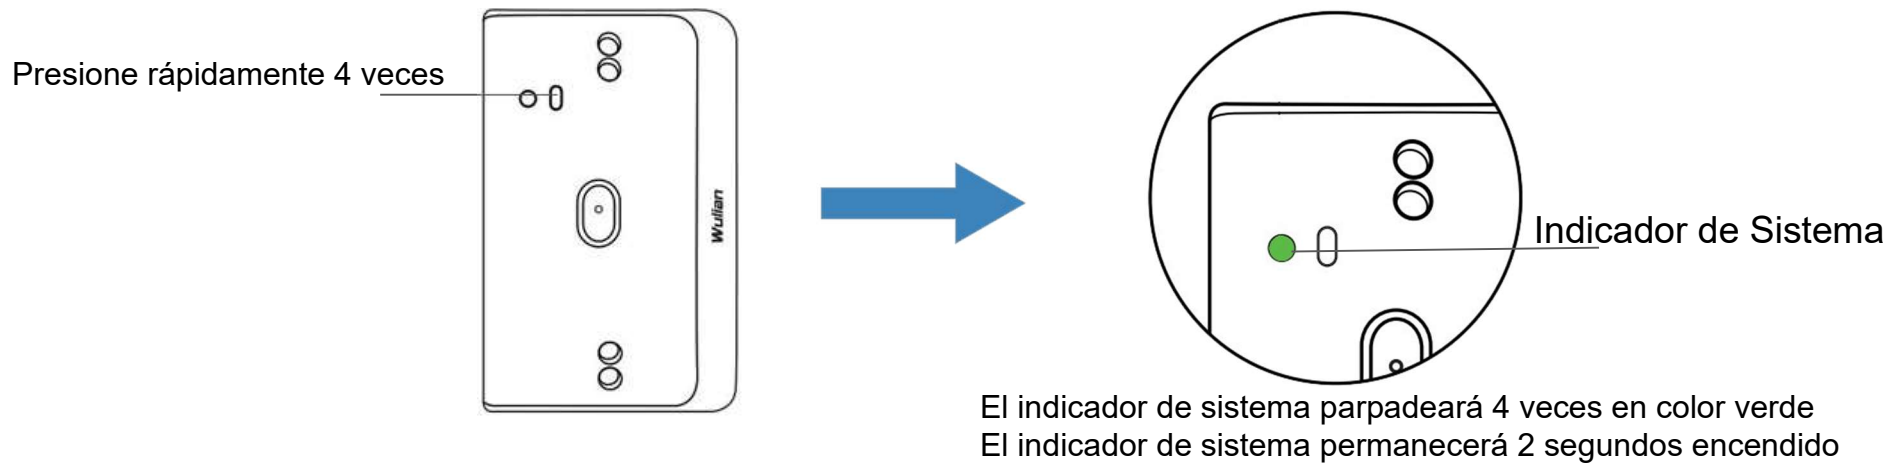 Presione rápidamente 4 veces
Wulian
Indicador de Sistema
El indicador de sistema parpadeará 4 veces en color verde
El indicador de sistema permanecerá 2 segundos encendido